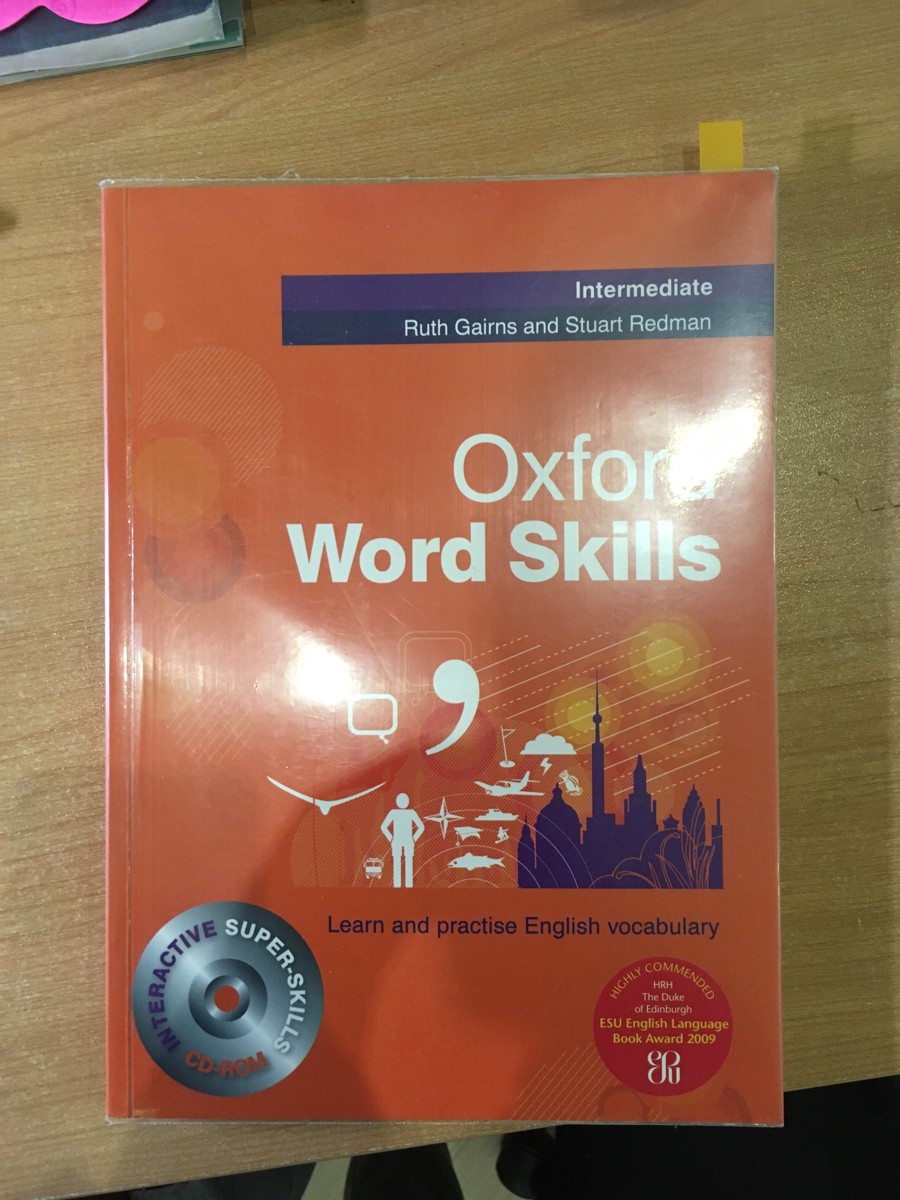 Intermediate
Ruth Gairns and Stuart Redman
Oxford
Word Skills
Learn and practise English vocabulary
INTERACTIVE SUPER-SKILLS
CD-ROM
HIGHLY COMMENDED
HRH
The Duke
of Edinburgh
ESU English Language
Book Award 2009
ESU